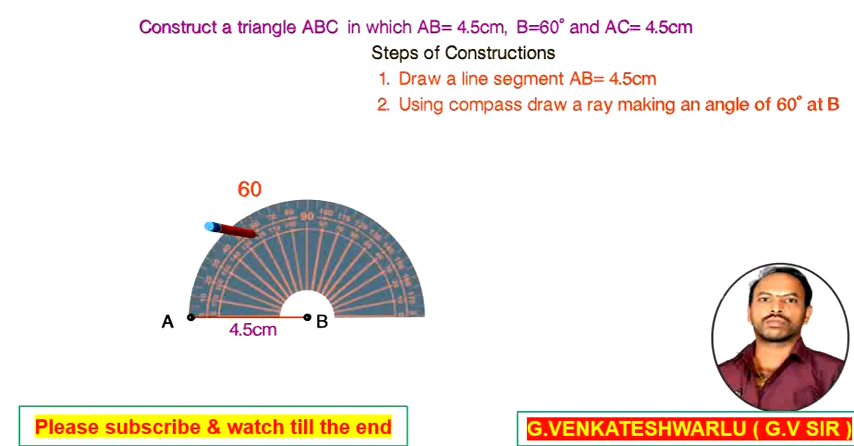 Construct a triangle ABC in which AB= 4.5cm, B=60° and AC= 4.5cm
Steps of Constructions
1. Draw a line segment AB= 4.5cm
2. Using compass draw a ray making an angle of 60° at B
60
90
A
B
4.5cm
Please subscribe & watch till the end
G.VENKATESHWARLU ( G.V SIR )